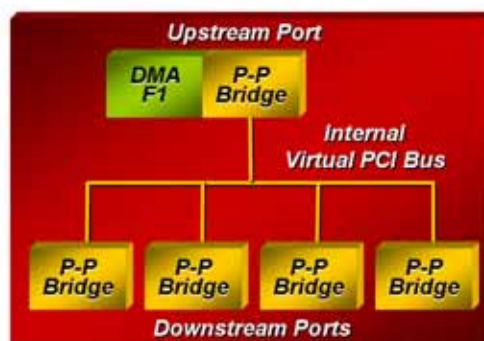 Upstream Port
DMA
F1
P-P
Bridge
Internal
Virtual PCI Bus
P-P
Bridge
P-P
Bridge
P-P
Bridge
P-P
Bridge
Downstream Ports